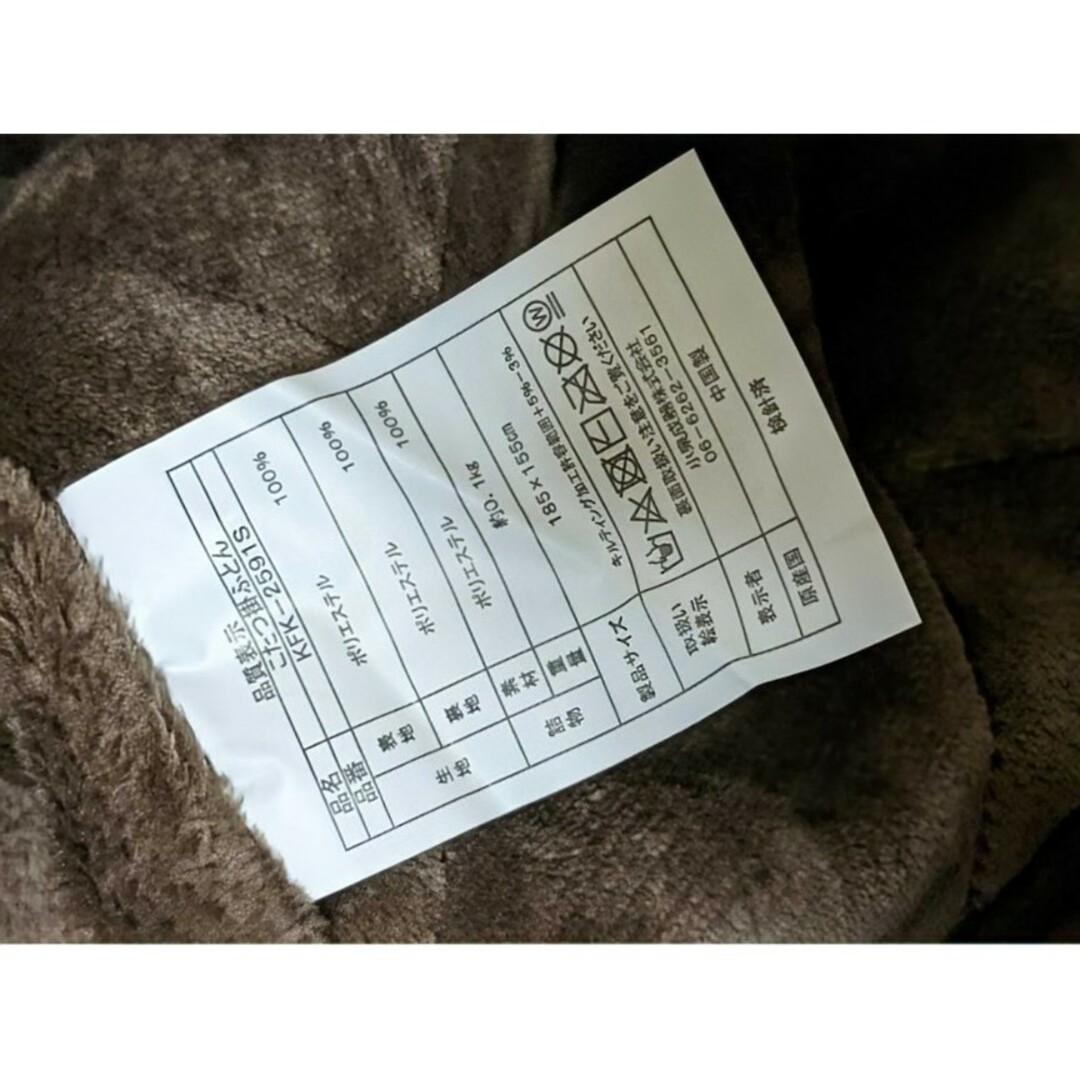 品質表示
品名 こたつ掛ふとん
品番 KFK-2591S
生地 表地 ポリエステル 100%
裏地 ポリエステル 100%
詰物 素材 ポリエステル 100%
重量 約0.1kg
製品サイズ 185×155cm
キルティング加工許容範囲+5%-3%
取扱い絵表示 W
裏面取扱い注意をご覧ください
表示者 小泉成器株式会社
06-6262-3561
原産国 中国製
検針済